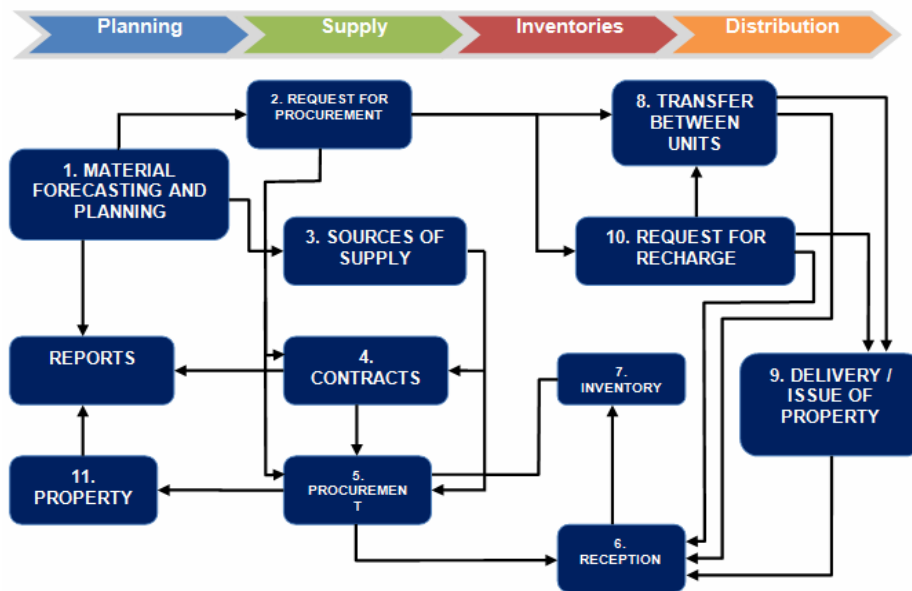 Planning
Supply
Inventories
Distribution
2. REQUEST FOR
PROCUREMENT
8. TRANSFER
BETWEEN
UNITS
1. MATERIAL
FORECASTING AND
PLANNING
3. SOURCES OF
SUPPLY
10. REQUEST FOR
RECHARGE
REPORTS
4.
CONTRACTS
7.
INVENTORY
9. DELIVERY /
ISSUE OF
PROPERTY
11.
PROPERTY
5.
PROCUREMEN
T
6.
RECEPTION